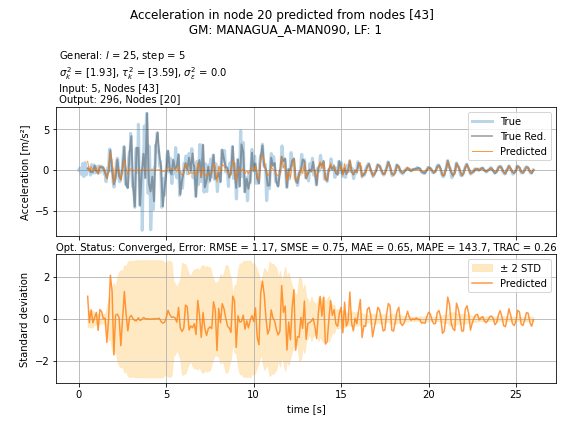 Acceleration in node 20 predicted from nodes [43]
GM: MANAGUA_A-MAN090, LF: 1
General: l = 25, step = 5
σ²ₖ = [1.93], τ²ₖ = [3.59], σ²ₑ = 0.0
Input: 5, Nodes [43]
Output: 296, Nodes [20]
Acceleration [m/s²]
5
0
−5
True
True Red.
Predicted
Opt. Status: Converged, Error: RMSE = 1.17, SMSE = 0.75, MAE = 0.65, MAPE = 143.7, TRAC = 0.26
Standard deviation
2
0
−2
± 2 STD
Predicted
0 5 10 15 20 25
time [s]